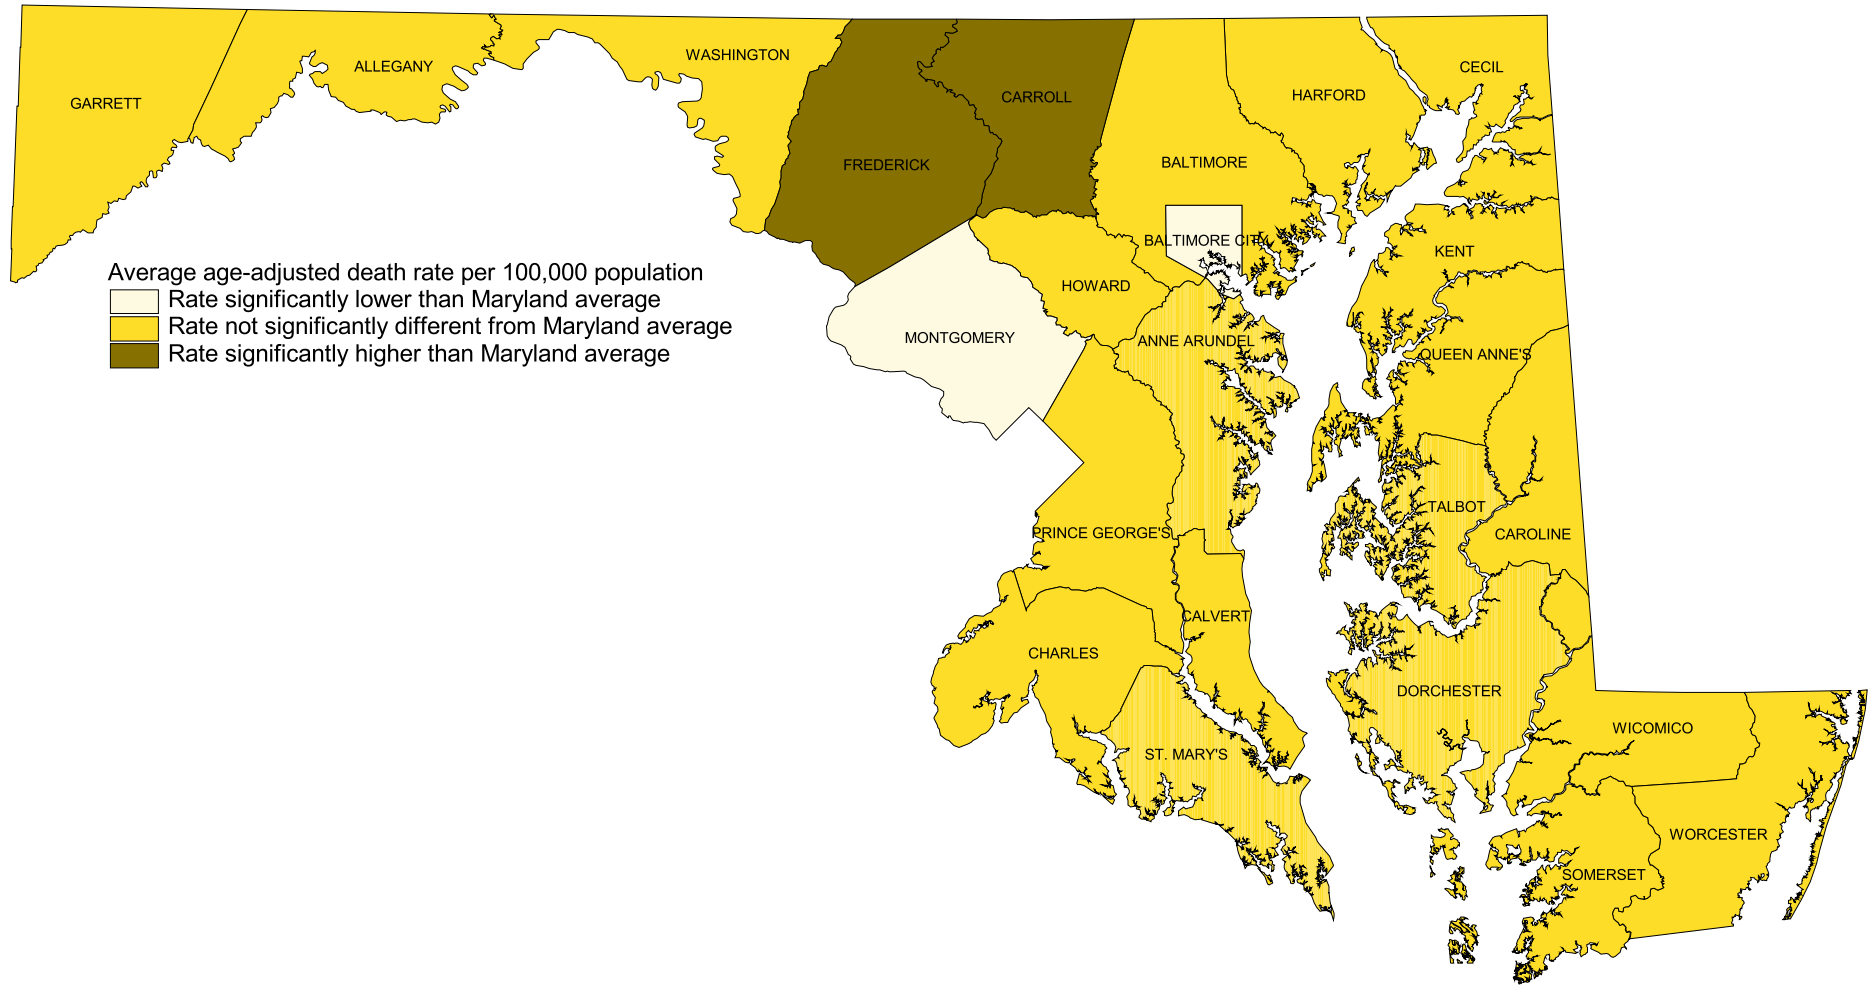 WASHINGTON
ALLEGANY
CECIL
GARRETT
CARROLL
HARFORD
FREDERICK
BALTIMORE
BALTIMORE CITY
KENT
Average age-adjusted death rate per 100,000 population
Rate significantly lower than Maryland average
Rate not significantly different from Maryland average
Rate significantly higher than Maryland average
HOWARD
MONTGOMERY
ANNE ARUNDEL
QUEEN ANNE'S
TALBOT
PRINCE GEORGE'S
CAROLINE
CALVERT
CHARLES
DORCHESTER
WICOMICO
ST. MARY'S
WORCESTER
SOMERSET